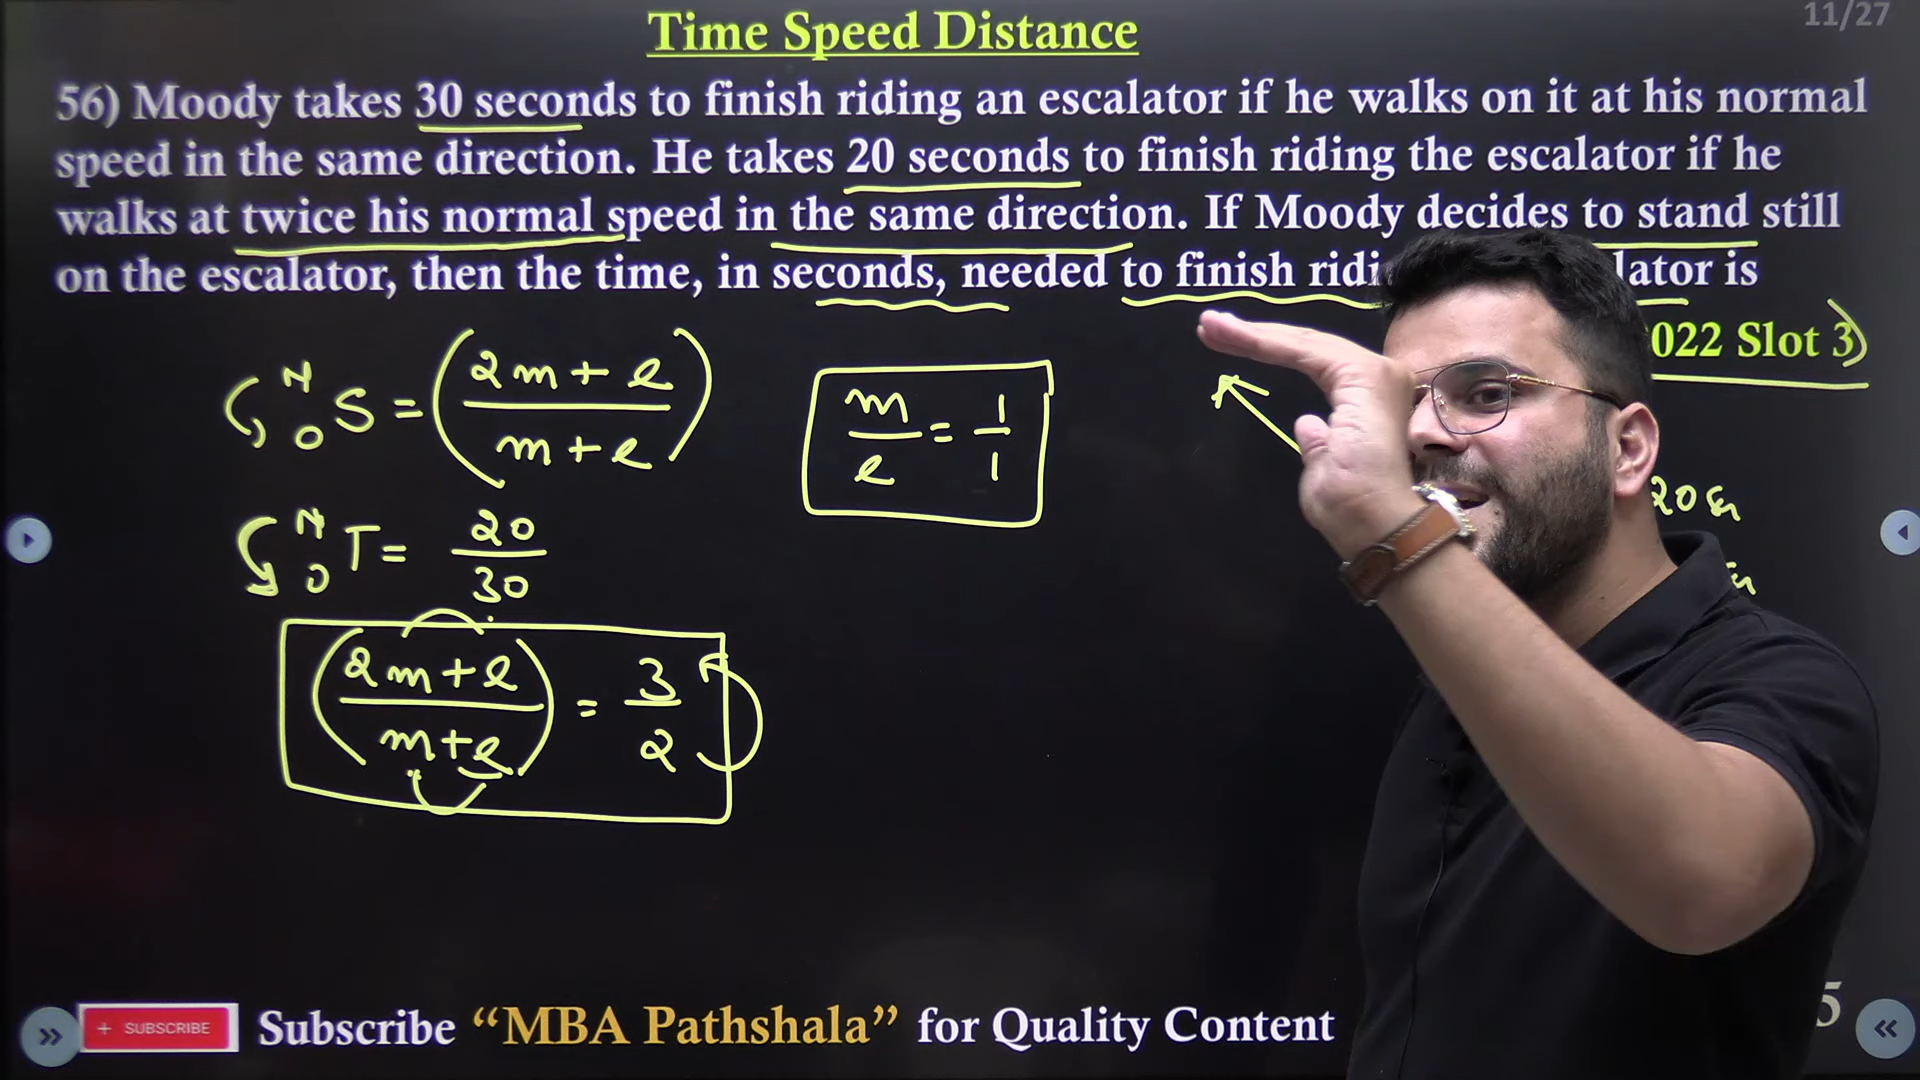 11/27
Time Speed Distance
56) Moody takes 30 seconds to finish riding an escalator if he walks on it at his normal
speed in the same direction. He takes 20 seconds to finish riding the escalator if he
walks at twice his normal speed in the same direction. If Moody decides to stand still
on the escalator, then the time, in seconds, needed to finish ridi lator is
022 Slot 3)
N
D S = (2m + e / m + e)
m / e = 1 / 1
20
N
D T = 20 / 30
(2m + e / m + e) = 3 / 2
5
+ SUBSCRIBE
Subscribe “MBA Pathshala” for Quality Content